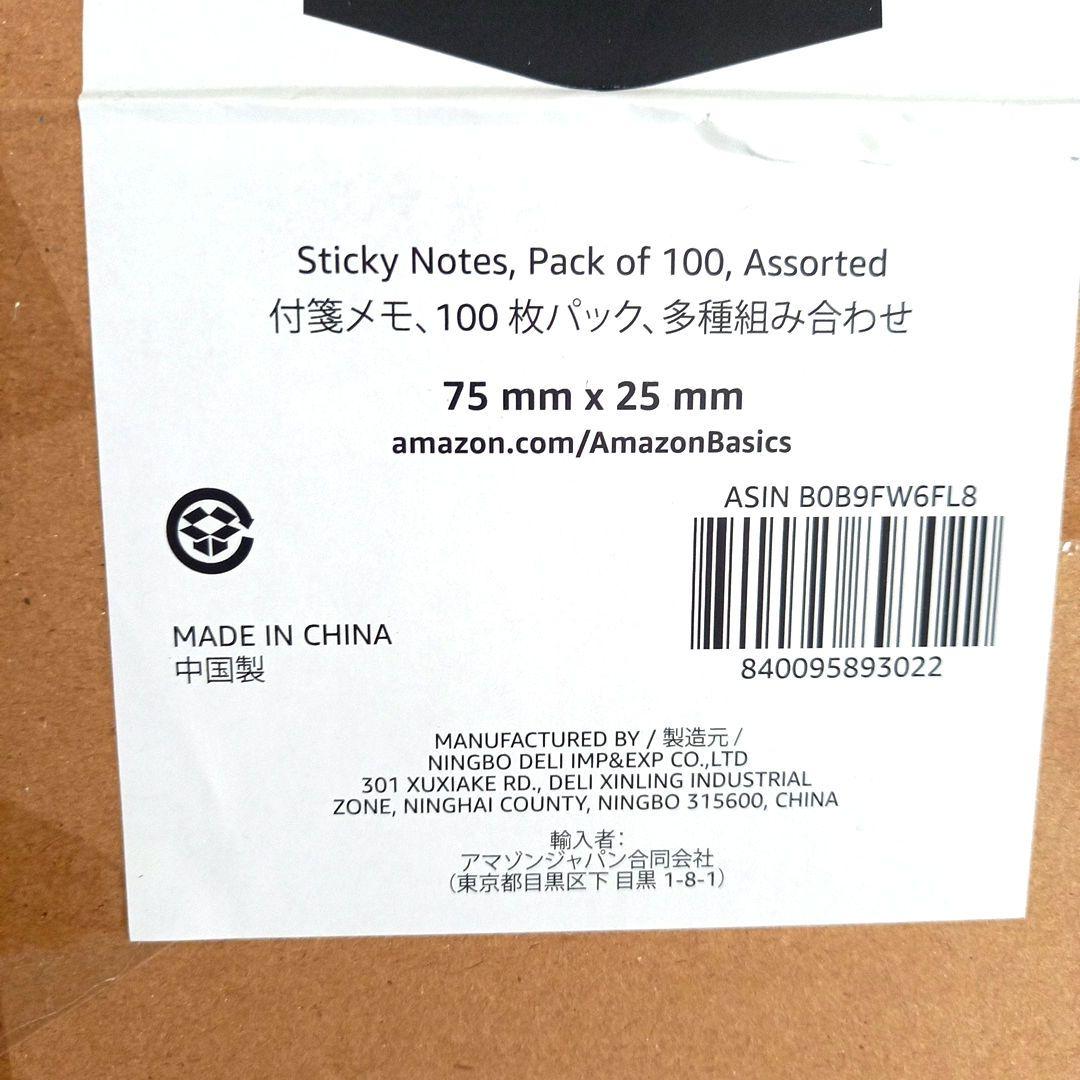 Sticky Notes, Pack of 100, Assorted
付箋メモ、100 枚パック、多種組み合わせ
75 mm x 25 mm
amazon.com/AmazonBasics
ASIN B0B9FW6FL8
840095893022
MADE IN CHINA
中国製
MANUFACTURED BY / 製造元 /
NINGBO DELI IMP&EXP CO.,LTD
301 XUXIAKE RD., DELI XINLING INDUSTRIAL
ZONE, NINGHAI COUNTY, NINGBO 315600, CHINA
輸入者:
アマゾンジャパン合同会社
(東京都目黒区下 目黒 1-8-1)